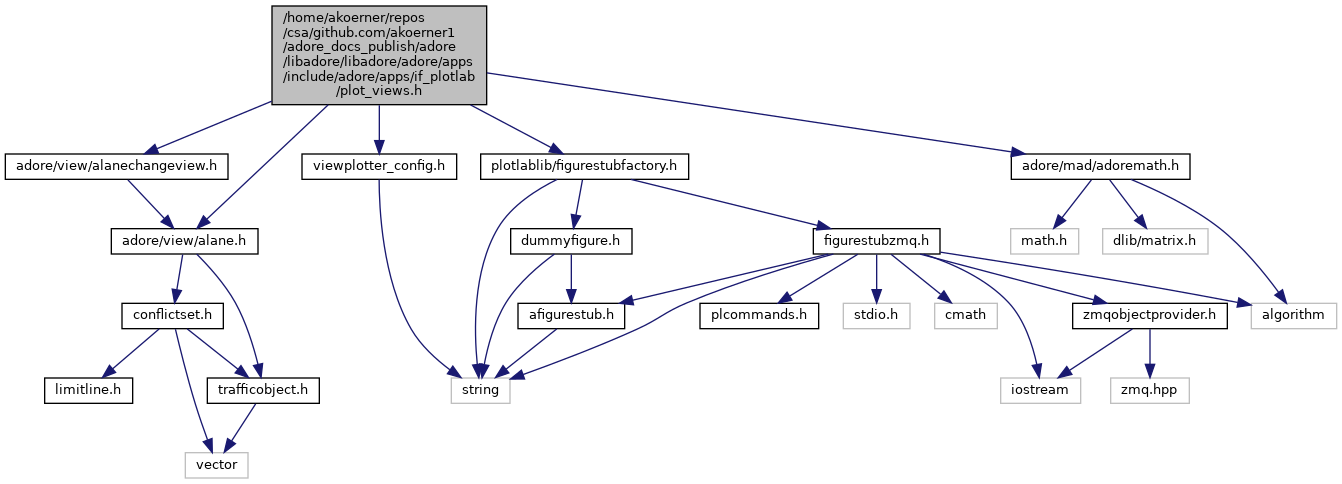 /home/akoerner/repos
/csa/github.com/akoerner1
/adore_docs_publish/adore
/libadore/libadore/adore/apps
/include/adore/apps/if_plotlab
/plot_views.h
adore/view/alanechangeview.h
viewplotter_config.h
plotlablib/figurestubfactory.h
adore/mad/adoremath.h
adore/view/alane.h
dummyfigure.h
figurestubzmq.h
math.h
dlib/matrix.h
conflictset.h
afigurestub.h
plcommands.h
stdio.h
cmath
zmqobjectprovider.h
algorithm
limitline.h
trafficobject.h
string
iostream
zmq.hpp
vector